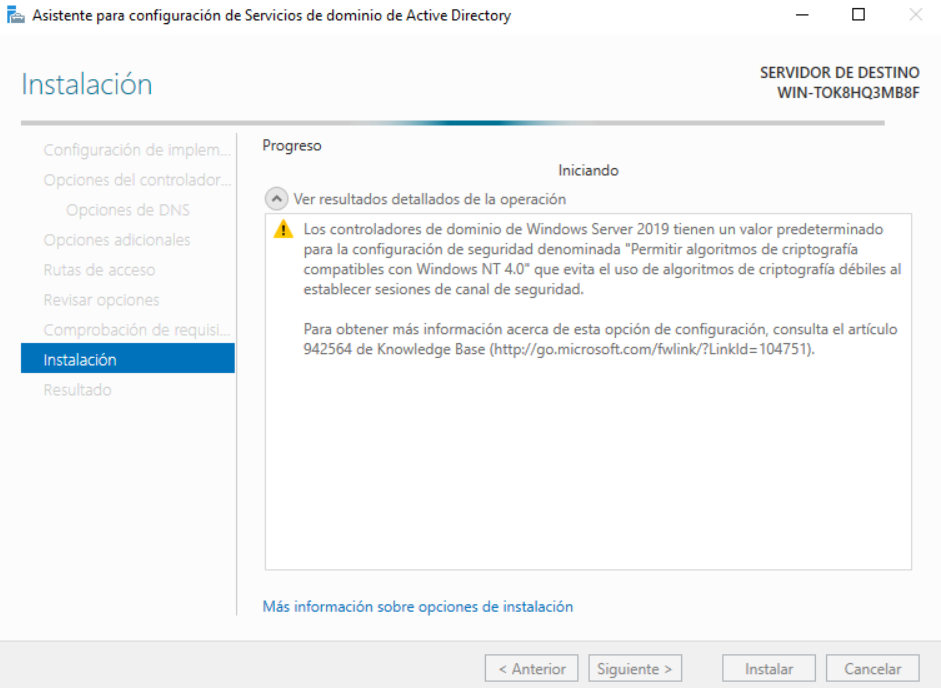 Asistente para configuración de Servicios de dominio de Active Directory
Instalación
SERVIDOR DE DESTINO
WIN-TOK8HQ3MB8F
Configuración de implem...
Opciones del controlador...
Opciones de DNS
Opciones adicionales
Rutas de acceso
Revisar opciones
Comprobación de requisi...
Instalación
Resultado
Progreso
Iniciando
Ver resultados detallados de la operación
Los controladores de dominio de Windows Server 2019 tienen un valor predeterminado
para la configuración de seguridad denominada "Permitir algoritmos de criptografía
compatibles con Windows NT 4.0" que evita el uso de algoritmos de criptografía débiles al
establecer sesiones de canal de seguridad.
Para obtener más información acerca de esta opción de configuración, consulta el artículo
942564 de Knowledge Base (http://go.microsoft.com/fwlink/?LinkId=104751).
Más información sobre opciones de instalación
< Anterior
Siguiente >
Instalar
Cancelar